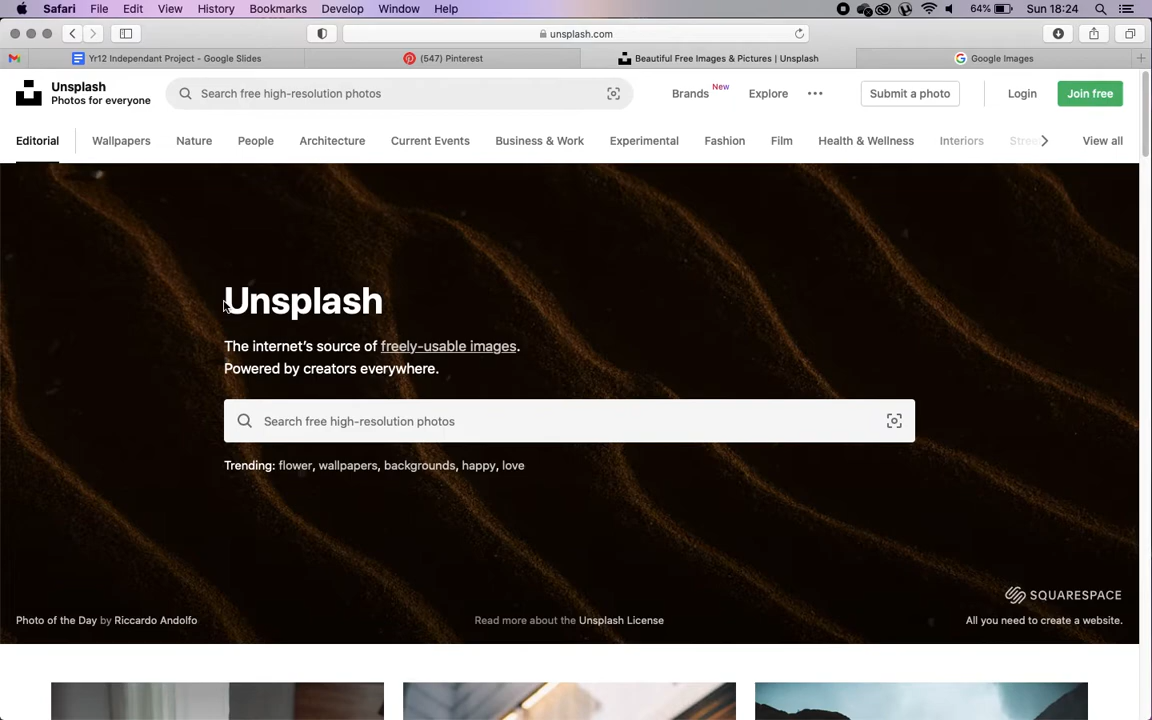 Safari File Edit View History Bookmarks Develop Window Help 64% Sun 18:24
unsplash.com
Yr12 Independant Project - Google Slides (547) Pinterest Beautiful Free Images & Pictures | Unsplash Google Images
Unsplash
Photos for everyone
Search free high-resolution photos
Brands New Explore Submit a photo Login Join free
Editorial Wallpapers Nature People Architecture Current Events Business & Work Experimental Fashion Film Health & Wellness Interiors Stree View all
Unsplash
The internet's source of freely-usable images.
Powered by creators everywhere.
Search free high-resolution photos
Trending: flower, wallpapers, backgrounds, happy, love
SQUARESPACE
Photo of the Day by Riccardo Andolfo Read more about the Unsplash License All you need to create a website.